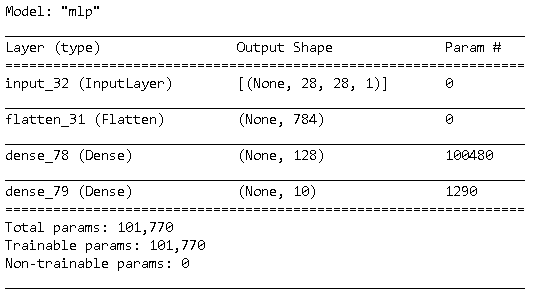 Model: "mlp"
Layer (type) Output Shape Param #
input_32 (InputLayer) [(None, 28, 28, 1)] 0
flatten_31 (Flatten) (None, 784) 0
dense_78 (Dense) (None, 128) 100480
dense_79 (Dense) (None, 10) 1290
Total params: 101,770
Trainable params: 101,770
Non-trainable params: 0